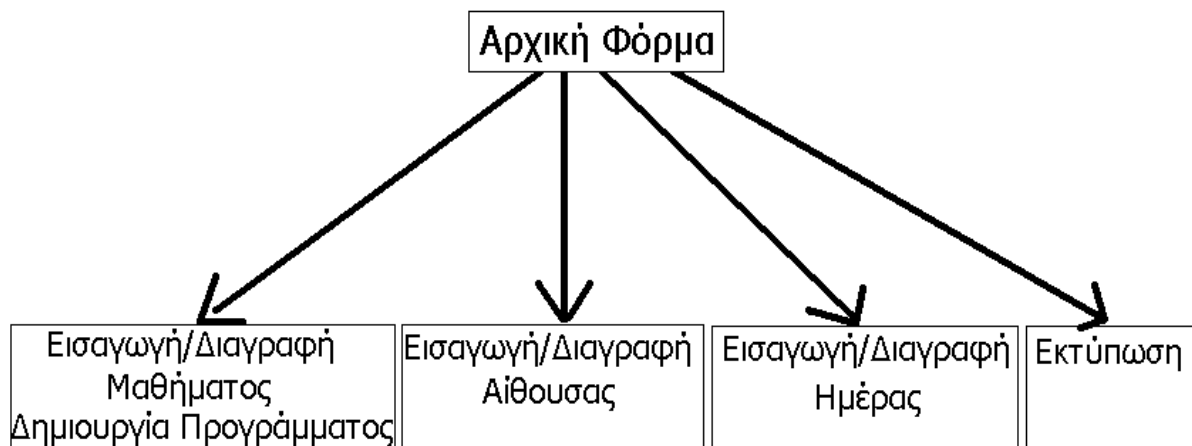 Αρχική Φόρμα
Εισαγωγή/Διαγραφή
Μαθήματος
Δημιουργία Προγράμματος
Εισαγωγή/Διαγραφή
Αίθουσας
Εισαγωγή/Διαγραφή
Ημέρας
Εκτύπωση